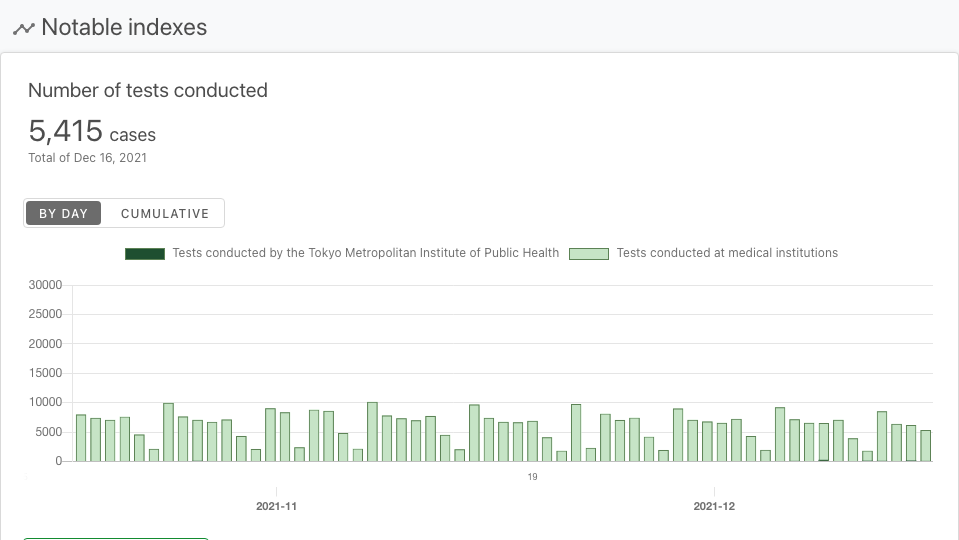 Notable indexes
Number of tests conducted
5,415 cases
Total of Dec 16, 2021
BY DAY CUMULATIVE
Tests conducted by the Tokyo Metropolitan Institute of Public Health Tests conducted at medical institutions
30000
25000
20000
15000
10000
5000
0
19
2021-11 2021-12